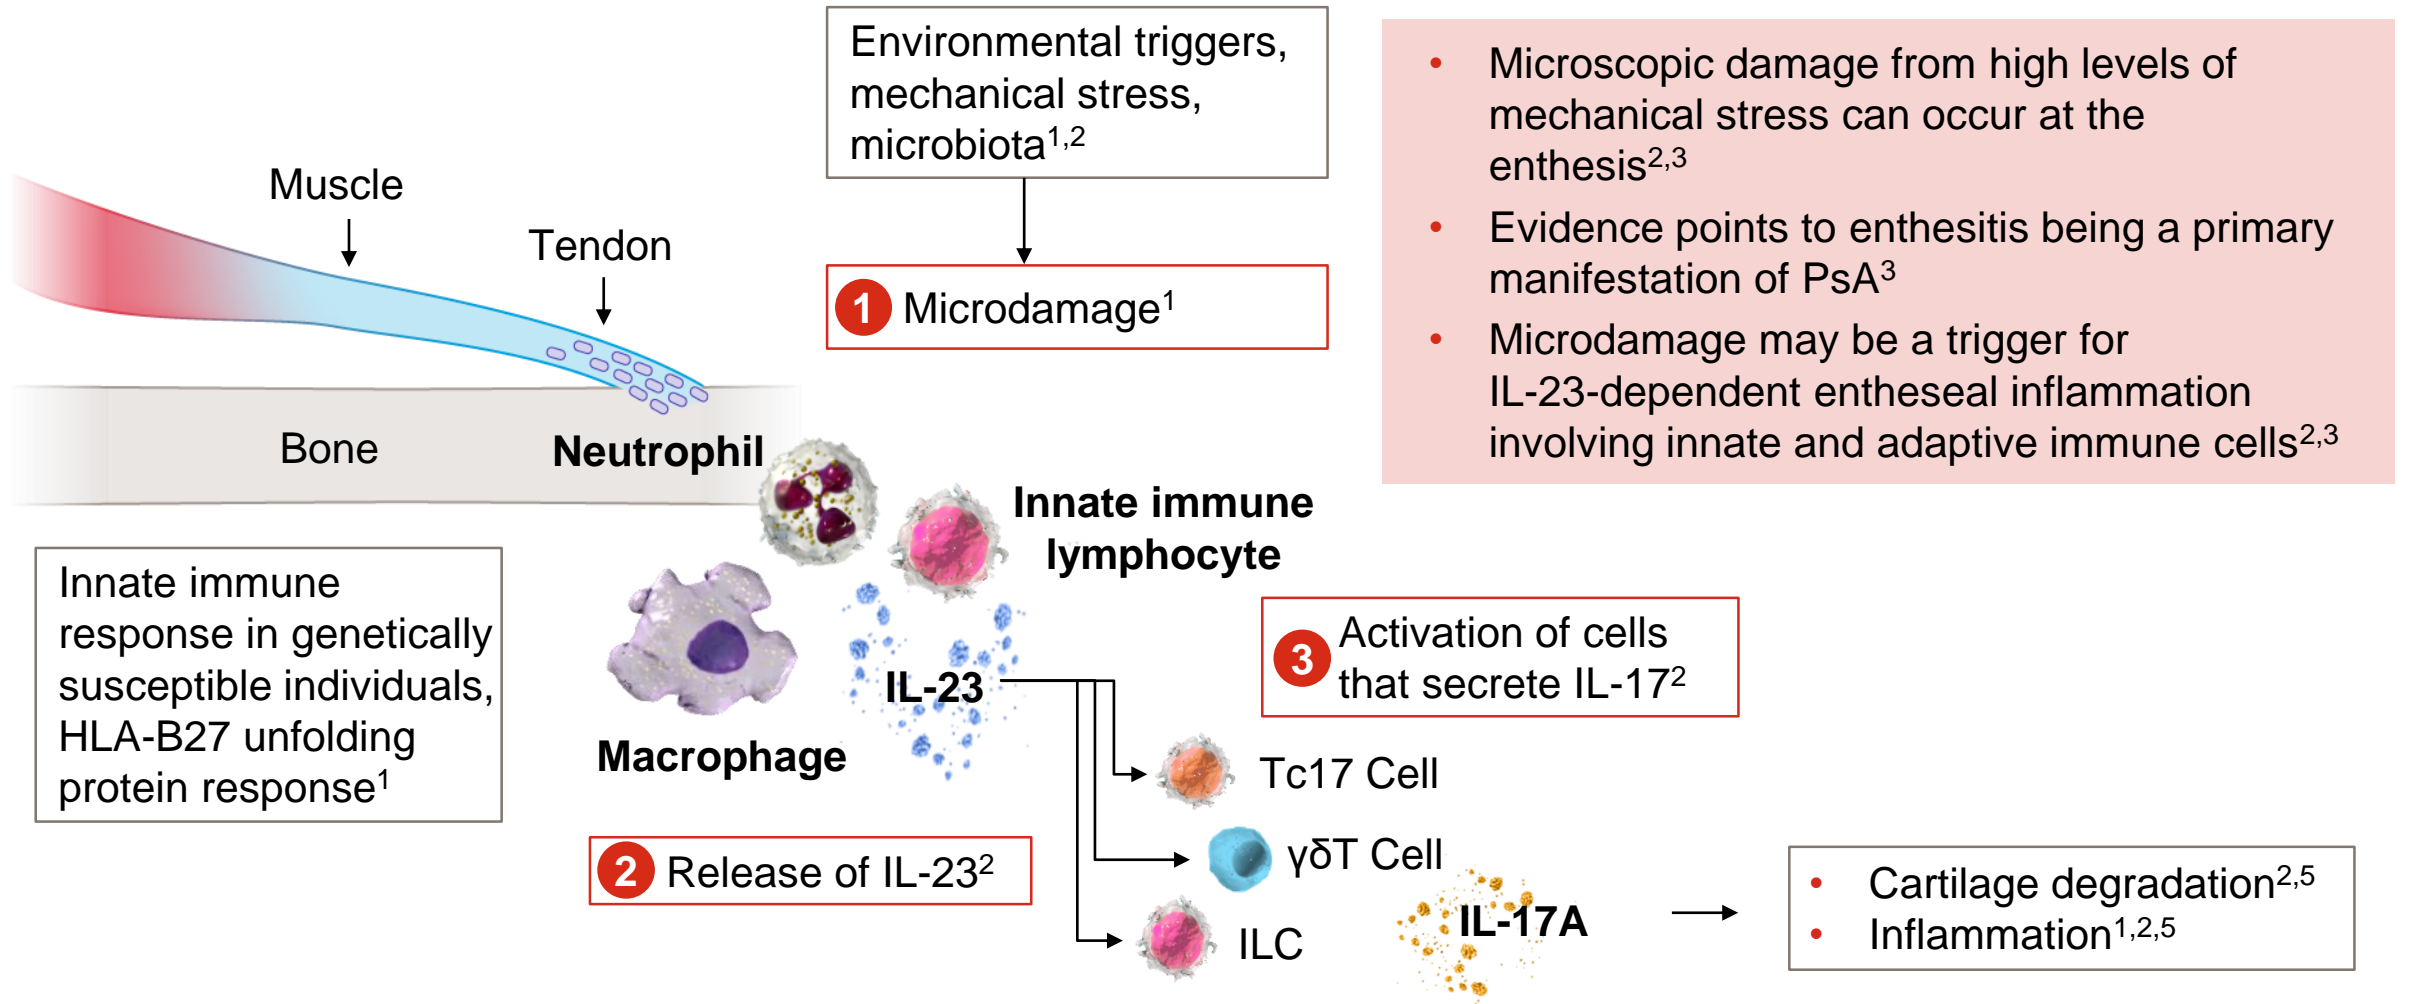 Environmental triggers,
mechanical stress,
microbiota1,2
1 Microdamage1
• Microscopic damage from high levels of
mechanical stress can occur at the
enthesis2,3
• Evidence points to enthesitis being a primary
manifestation of PsA3
• Microdamage may be a trigger for
IL-23-dependent entheseal inflammation
involving innate and adaptive immune cells2,3
Muscle
Tendon
Bone
Neutrophil
Innate immune
lymphocyte
Innate immune
response in genetically
susceptible individuals,
HLA-B27 unfolding
protein response1
Macrophage
IL-23
2 Release of IL-232
3 Activation of cells
that secrete IL-172
Tc17 Cell
γδT Cell
ILC
IL-17A
• Cartilage degradation2,5
• Inflammation1,2,5